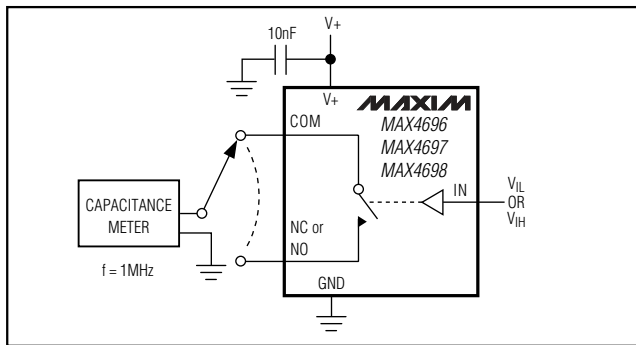 10nF
V+
V+
MAXIM
COM
MAX4696
MAX4697
MAX4698
IN
VIL
OR
VIH
CAPACITANCE
METER
NC or
NO
f = 1MHz
GND